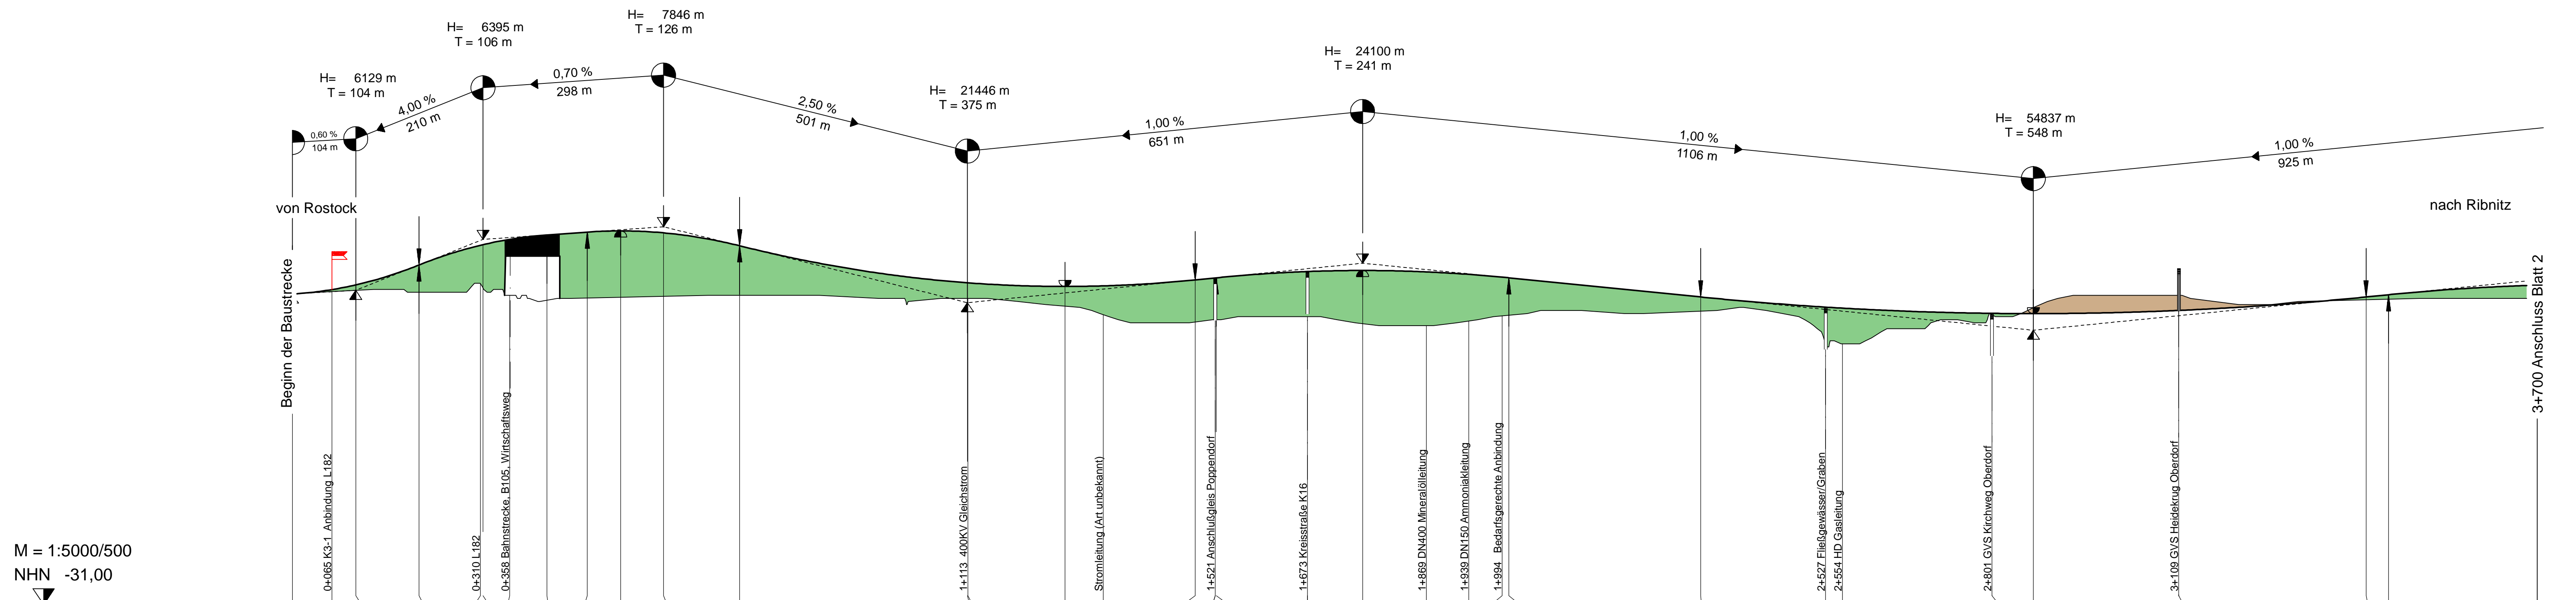 H= 7846 m
T = 126 m
H= 6395 m
T = 106 m
H= 24100 m
T = 241 m
H= 6129 m
T = 104 m
0,70 %
298 m
H= 21446 m
T = 375 m
4,00 %
210 m
2,50 %
501 m
H= 54837 m
T = 548 m
0,60 %
104 m
1,00 %
651 m
1,00 %
1106 m
1,00 %
925 m
von Rostock
nach Ribnitz
Beginn der Baustrecke
0+065 K3-1 Anbindung L182
0+310 L182
0+358 Bahnstrecke, B105, Wirtschaftsweg
1+113 400KV Gleichstrom
Stromleitung (Art unbekannt)
1+521 Anschlußgleis Poppendorf
1+673 Kreisstraße K16
1+869 DN400 Mineralölleitung
1+939 DN150 Ammoniakleitung
1+994 Bedarfsgerechte Anbindung
2+527 Fließgewässer/Graben
2+554 HD Gasleitung
2+801 GVS Kirchweg Oberdorf
3+109 GVS Heidekrug Oberdorf
3+700 Anschluss Blatt 2
M = 1:5000/500
NHN -31,00